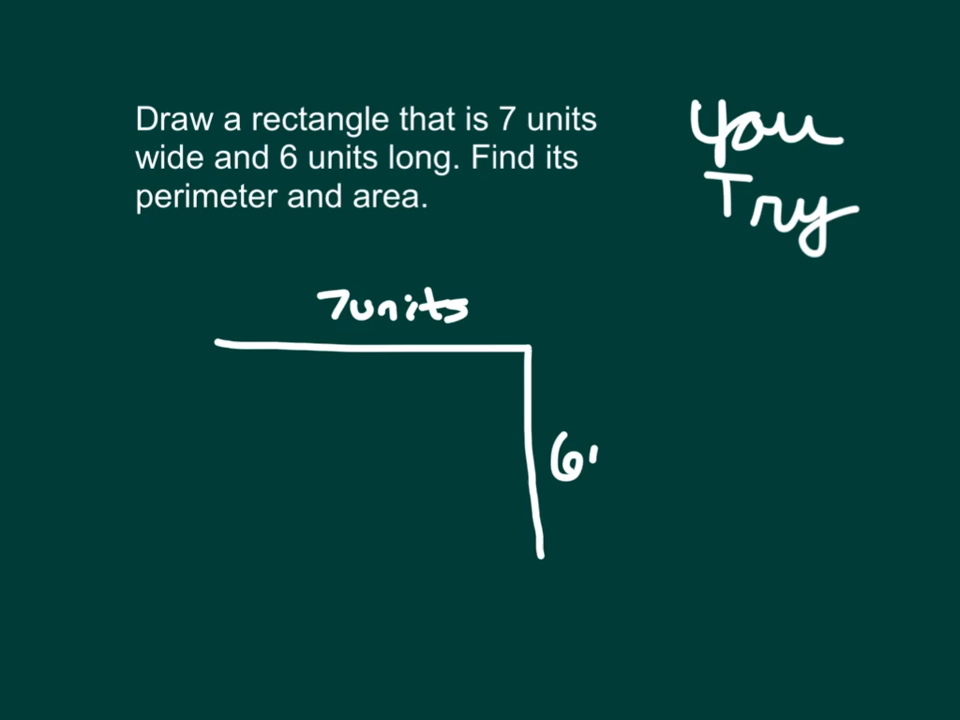 Draw a rectangle that is 7 units
wide and 6 units long. Find its
perimeter and area.
You
Try
7units
6